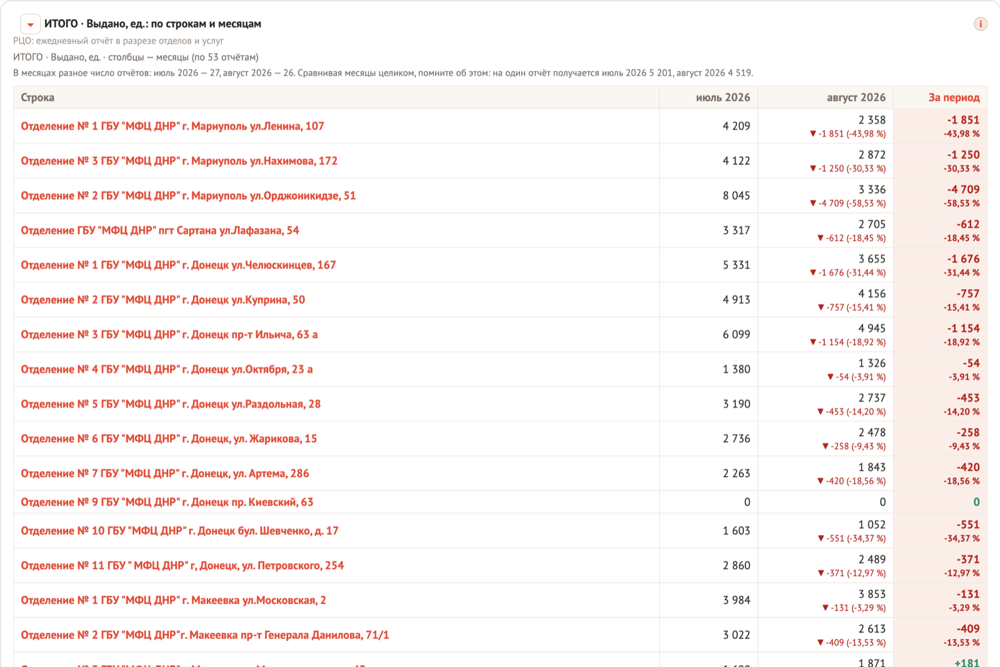 ИТОГО · Выдано, ед.: по строкам и месяцам
i
РЦО: ежедневный отчёт в разрезе отделов и услуг
ИТОГО · Выдано, ед. · столбцы — месяцы (по 53 отчётам)
В месяцах разное число отчётов: июль 2026 — 27, август 2026 — 26. Сравнивая месяцы целиком, помните об этом: на один отчёт получается июль 2026 5 201, август 2026 4 519.
Строка июль 2026 август 2026 За период
Отделение № 1 ГБУ "МФЦ ДНР" г. Мариуполь ул.Ленина, 107 4 209 2 358 -1 851
▼ -1 851 (-43,98 %) -43,98 %
Отделение № 3 ГБУ "МФЦ ДНР" г. Мариуполь ул.Нахимова, 172 4 122 2 872 -1 250
▼ -1 250 (-30,33 %) -30,33 %
Отделение № 2 ГБУ "МФЦ ДНР" г. Мариуполь ул.Орджоникидзе, 51 8 045 3 336 -4 709
▼ -4 709 (-58,53 %) -58,53 %
Отделение ГБУ "МФЦ ДНР" пгт Сартана ул.Лафазана, 54 3 317 2 705 -612
▼ -612 (-18,45 %) -18,45 %
Отделение № 1 ГБУ "МФЦ ДНР" г. Донецк ул.Челюскинцев, 167 5 331 3 655 -1 676
▼ -1 676 (-31,44 %) -31,44 %
Отделение № 2 ГБУ "МФЦ ДНР" г. Донецк ул.Куприна, 50 4 913 4 156 -757
▼ -757 (-15,41 %) -15,41 %
Отделение № 3 ГБУ "МФЦ ДНР" г. Донецк пр-т Ильича, 63 а 6 099 4 945 -1 154
▼ -1 154 (-18,92 %) -18,92 %
Отделение № 4 ГБУ "МФЦ ДНР" г. Донецк ул.Октября, 23 а 1 380 1 326 -54
▼ -54 (-3,91 %) -3,91 %
Отделение № 5 ГБУ "МФЦ ДНР" г. Донецк ул.Раздольная, 28 3 190 2 737 -453
▼ -453 (-14,20 %) -14,20 %
Отделение № 6 ГБУ "МФЦ ДНР" г. Донецк, ул. Жарикова, 15 2 736 2 478 -258
▼ -258 (-9,43 %) -9,43 %
Отделение № 7 ГБУ "МФЦ ДНР" г. Донецк, ул. Артема, 286 2 263 1 843 -420
▼ -420 (-18,56 %) -18,56 %
Отделение № 9 ГБУ "МФЦ ДНР" г. Донецк пр. Киевский, 63 0 0 0
Отделение № 10 ГБУ "МФЦ ДНР" г. Донецк бул. Шевченко, д. 17 1 603 1 052 -551
▼ -551 (-34,37 %) -34,37 %
Отделение № 11 ГБУ " МФЦ ДНР" г, Донецк, ул. Петровского, 254 2 860 2 489 -371
▼ -371 (-12,97 %) -12,97 %
Отделение № 1 ГБУ "МФЦ ДНР" г. Макеевка ул.Московская, 2 3 984 3 853 -131
▼ -131 (-3,29 %) -3,29 %
Отделение № 2 ГБУ "МФЦ ДНР"г. Макеевка пр-т Генерала Данилова, 71/1 3 022 2 613 -409
▼ -409 (-13,53 %) -13,53 %
1 871 +181